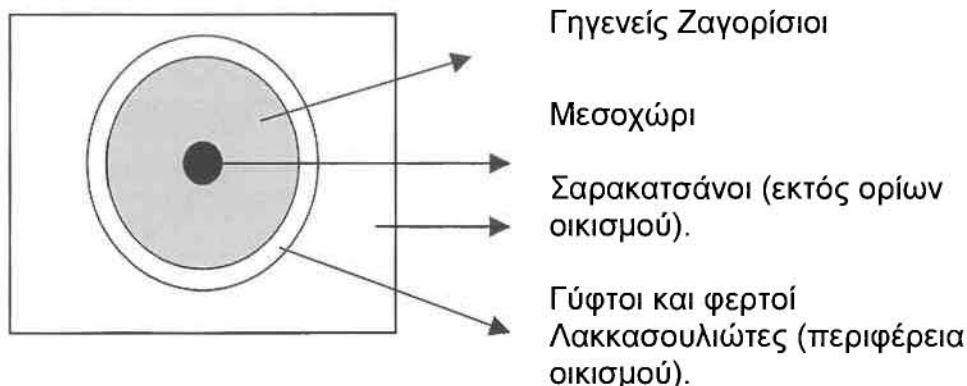 Γηγενείς Ζαγορίσιοι
Μεσοχώρι
Σαρακατσάνοι (εκτός ορίων
οικισμού).
Γύφτοι και φερτοί
Λακκασουλιώτες (περιφέρεια
οικισμού).